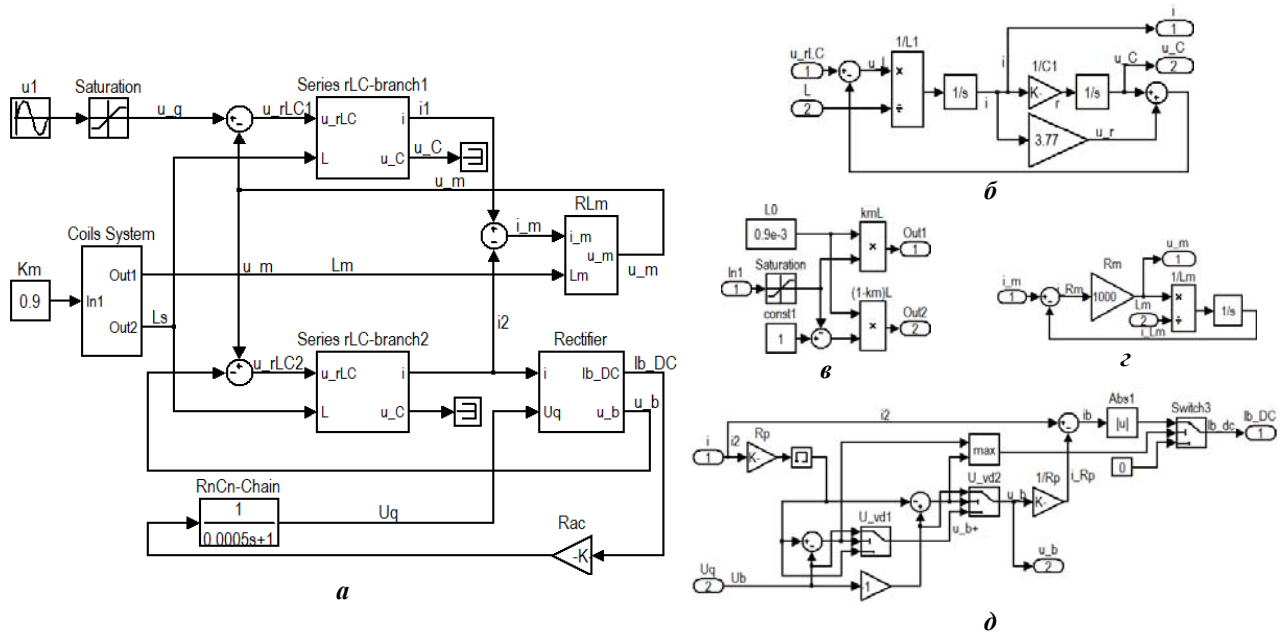 u1
Saturation
u_q
Series rLC-branch1
u_rLC1
u_rLC
i
i1
L
u_C
u_C
u_m
Coils System
Km
0.9
In1
Out1
Out2
u_m
Lm
Ls
i_m
RLm
i_m
u_m
Lm
u_m
i2
Series rLC-branch2
u_rLC2
u_rLC
i
L
u_C
Rectifier
i
Ib_DC
Uq
u_b
Ib_DC
u_b
RnCn-Chain
1
0.0005s+1
Uq
Rac
-K-
а
u_rLC
1
L
2
1/L1
×
÷
1/s
i
i
1/C1
K-
r
1/s
u_C
3.77
u_r
i
1
u_C
2
б
L0
0.9e-3
In1
1
Saturation
const1
1
kmL
×
(1-km)L
×
Out1
1
Out2
2
в
i_m
1
i_Rm
Rm
1000
u_m
1
1/Lm
×
÷
Lm
2
i_Lm
1/s
г
i
1
i2
Rp
K-
i2
max
ib
Abs1
|u|
Switch3
Ib_dc
Ib_DC
1
0
i_Rp
U_vd2
u_b
1/Rp
K-
U_vd1
u_b+
Uq
2
Ub
u_b
2
д